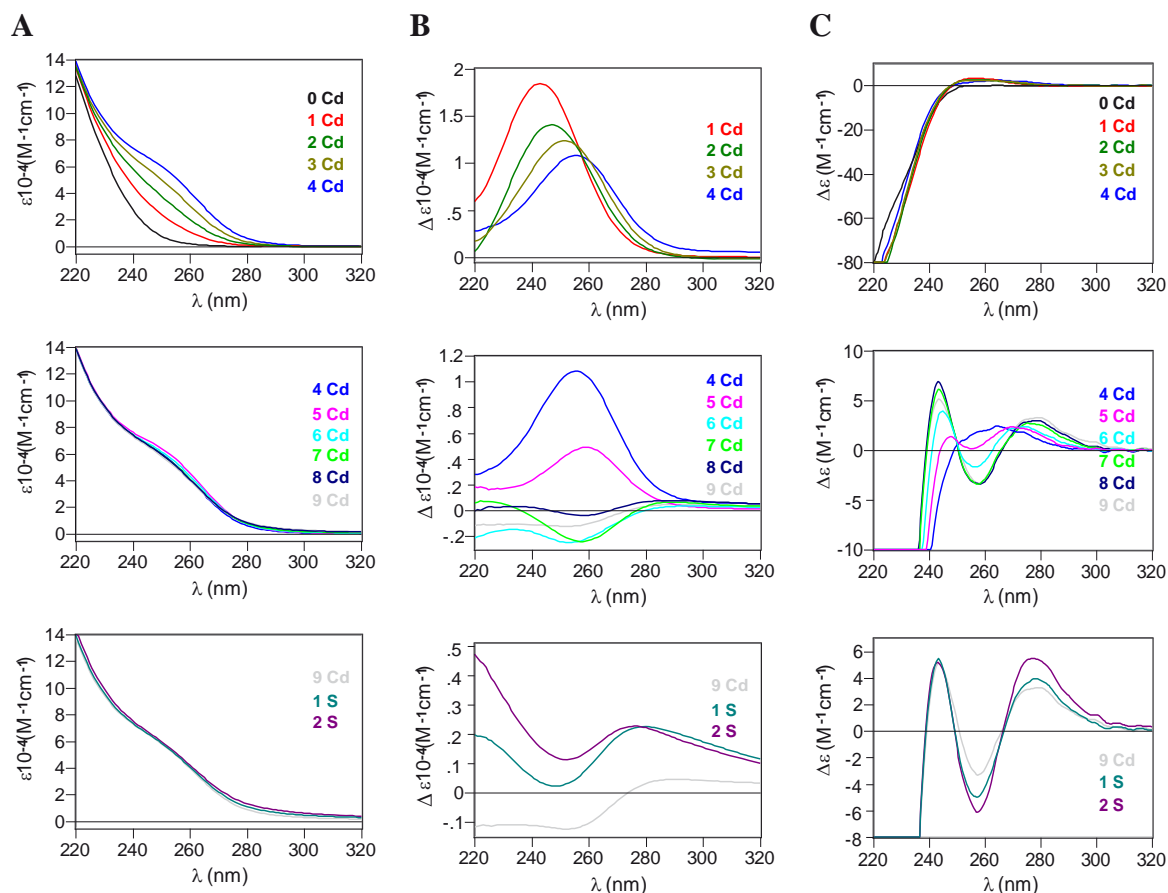 A
B
C
ε10-⁴(M-¹cm-¹)
14
12
10
8
6
4
2
0
0 Cd
1 Cd
2 Cd
3 Cd
4 Cd
220 240 260 280 300 320
λ (nm)
Δ ε10-⁴(M-¹cm-¹)
2
1.5
1
.5
0
1 Cd
2 Cd
3 Cd
4 Cd
220 240 260 280 300 320
λ (nm)
Δε (M-¹cm-¹)
0
-20
-40
-60
-80
0 Cd
1 Cd
2 Cd
3 Cd
4 Cd
220 240 260 280 300 320
λ (nm)
ε10-⁴(M-¹cm-¹)
14
12
10
8
6
4
2
0
4 Cd
5 Cd
6 Cd
7 Cd
8 Cd
9 Cd
220 240 260 280 300 320
λ (nm)
Δ ε10-⁴(M-¹cm-¹)
1.2
1
.8
.6
.4
.2
0
-.2
4 Cd
5 Cd
6 Cd
7 Cd
8 Cd
9 Cd
220 240 260 280 300 320
λ (nm)
Δε (M-¹cm-¹)
10
5
0
-5
-10
4 Cd
5 Cd
6 Cd
7 Cd
8 Cd
9 Cd
220 240 260 280 300 320
λ (nm)
ε10-⁴(M-¹cm-¹)
14
12
10
8
6
4
2
0
9 Cd
1 S
2 S
220 240 260 280 300 320
λ (nm)
Δ ε10-⁴(M-¹cm-¹)
.5
.4
.3
.2
.1
0
-.1
9 Cd
1 S
2 S
220 240 260 280 300 320
λ (nm)
Δε (M-¹cm-¹)
6
4
2
0
-2
-4
-6
-8
9 Cd
1 S
2 S
220 240 260 280 300 320
λ (nm)